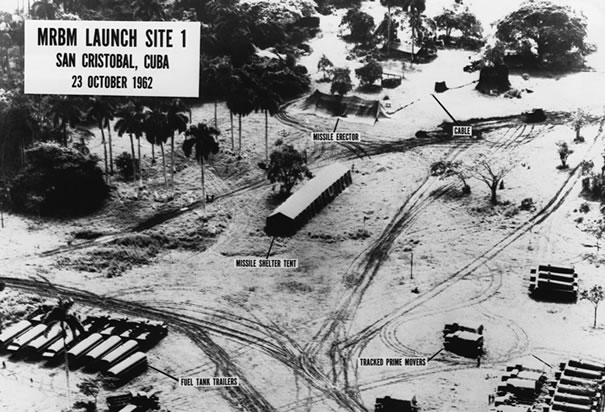 MRBM LAUNCH SITE 1
SAN CRISTOBAL, CUBA
23 OCTOBER 1962
MISSILE ERECTOR
CABLE
MISSILE SHELTER TENT
TRACKED PRIME MOVERS
FUEL TANK TRAILERS